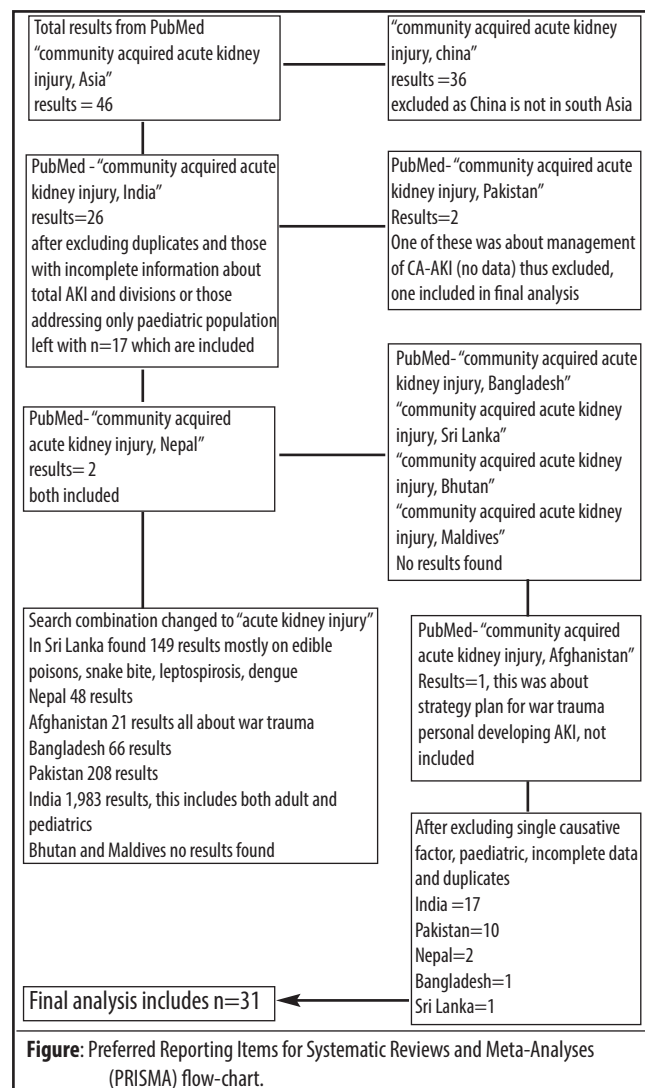 Total results from PubMed
“community acquired acute kidney
injury, Asia”
results = 46
“community acquired acute kidney
injury, china”
results =36
excluded as China is not in south Asia
PubMed - “community acquired acute
kidney injury, India”
results=26
after excluding duplicates and those
with incomplete information about
total AKI and divisions or those
addressing only paediatric population
left with n=17 which are included
PubMed- “community acquired acute
kidney injury, Pakistan”
Results=2
One of these was about management
of CA-AKI (no data) thus excluded,
one included in final analysis
PubMed- “community acquired
acute kidney injury, Nepal”
results= 2
both included
PubMed- “community acquired acute
kidney injury, Bangladesh”
“community acquired acute kidney
injury, Sri Lanka”
“community acquired acute kidney
injury, Bhutan”
“community acquired acute kidney
injury, Maldives”
No results found
Search combination changed to “acute kidney injury”
In Sri Lanka found 149 results mostly on edible
poisons, snake bite, leptospirosis, dengue
Nepal 48 results
Afghanistan 21 results all about war trauma
Bangladesh 66 results
Pakistan 208 results
India 1,983 results, this includes both adult and
pediatrics
Bhutan and Maldives no results found
PubMed- “community acquired
acute kidney injury, Afghanistan”
Results=1, this was about
strategy plan for war trauma
personal developing AKI, not
included
After excluding single causative
factor, paediatric, incomplete data
and duplicates
India =17
Pakistan=10
Nepal=2
Bangladesh=1
Sri Lanka=1
Final analysis includes n=31
Figure: Preferred Reporting Items for Systematic Reviews and Meta-Analyses
(PRISMA) flow-chart.